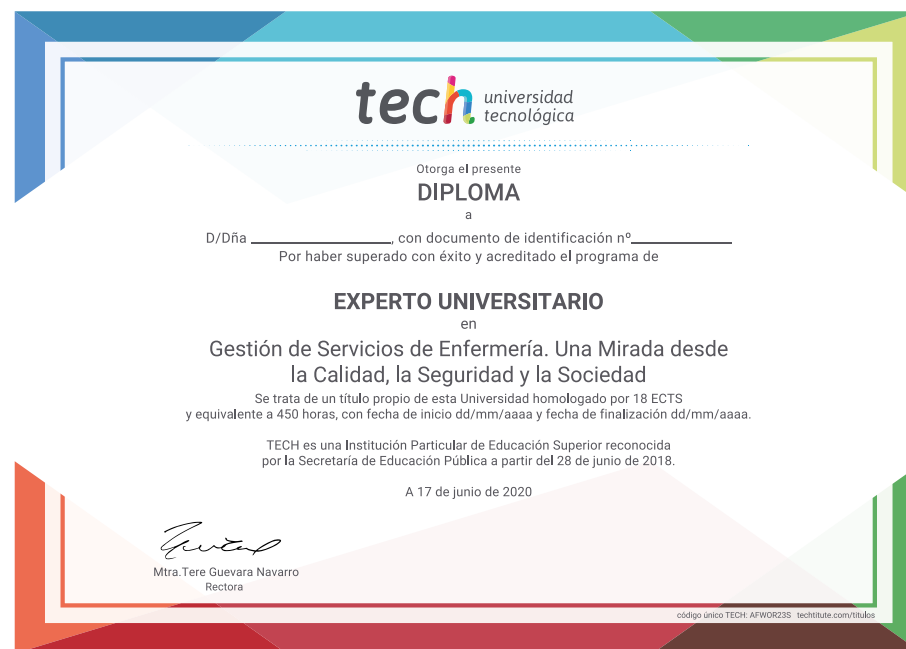 tech universidad
tecnológica
Otorga el presente
DIPLOMA
a
D/Dña ____________________, con documento de identificación nº______________
Por haber superado con éxito y acreditado el programa de
EXPERTO UNIVERSITARIO
en
Gestión de Servicios de Enfermería. Una Mirada desde
la Calidad, la Seguridad y la Sociedad
Se trata de un título propio de esta Universidad homologado por 18 ECTS
y equivalente a 450 horas, con fecha de inicio dd/mm/aaaa y fecha de finalización dd/mm/aaaa.
TECH es una Institución Particular de Educación Superior reconocida
por la Secretaría de Educación Pública a partir del 28 de junio de 2018.
A 17 de junio de 2020
Mtra.Tere Guevara Navarro
Rectora
código único TECH: AFWOR23S techtitute.com/titulos